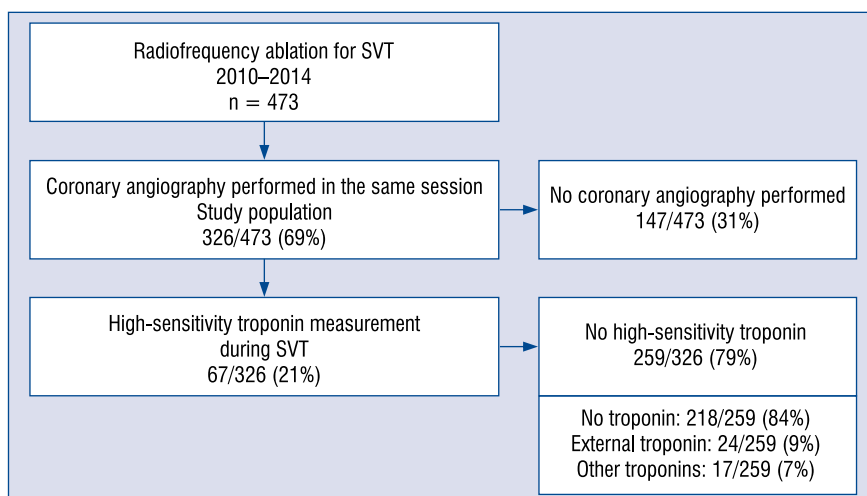 Radiofrequency ablation for SVT
2010–2014
n = 473
Coronary angiography performed in the same session
Study population
326/473 (69%)
No coronary angiography performed
147/473 (31%)
High-sensitivity troponin measurement
during SVT
67/326 (21%)
No high-sensitivity troponin
259/326 (79%)
No troponin: 218/259 (84%)
External troponin: 24/259 (9%)
Other troponins: 17/259 (7%)